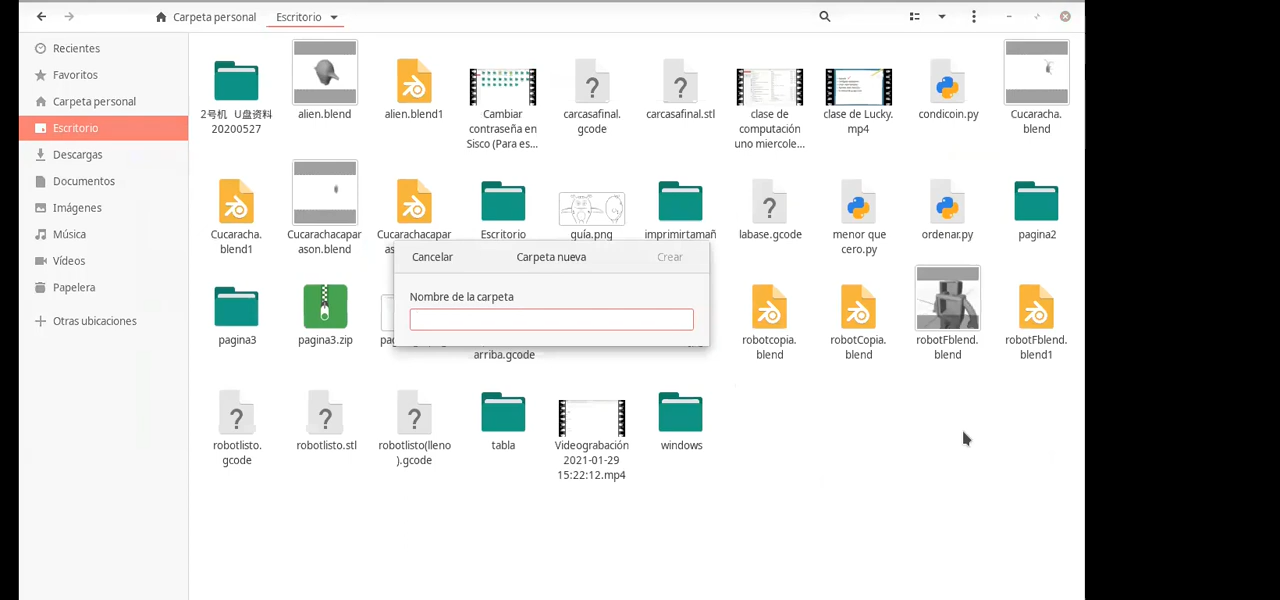 Carpeta personal
Escritorio
Recientes
Favoritos
Carpeta personal
Escritorio
Descargas
Documentos
Imágenes
Música
Vídeos
Papelera
Otras ubicaciones
2号机 U盘资料
20200527
alien.blend
alien.blend1
Cambiar
contraseña en
Sisco (Para es...
carcasafinal.
gcode
carcasafinal.stl
clase de
computación
uno miercole...
clase de Lucky.
mp4
condicoin.py
Cucaracha.
blend
Cucaracha.
blend1
Cucarachacapar
ason.blend
Cucarachacapar
Escritorio
guía.png
imprimirtamañ
labase.gcode
menor que
cero.py
ordenar.py
pagina2
Cancelar
Carpeta nueva
Crear
Nombre de la carpeta
pagina3
pagina3.zip
arriba.gcode
robotcopia.
blend
robotCopia.
blend
robotFblend.
blend
robotFblend.
blend1
robotlisto.
gcode
robotlisto.stl
robotlisto(lleno
).gcode
tabla
Videograbación
2021-01-29
15:22:12.mp4
windows